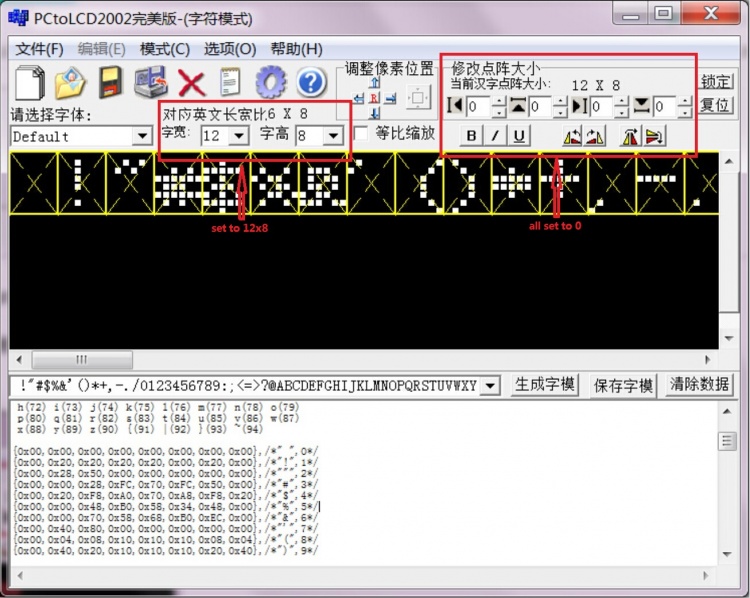 PCtoLCD2002完美版-(字符模式)
文件(F) 编辑(E) 模式(C) 选项(O) 帮助(H)
调整像素位置
修改点阵大小
当前汉字点阵大小: 12 X 8
锁定
请选择字体:
对应英文长宽比6 X 8
R
0 0 0 0
复位
Default
字宽: 12 字高 8
等比缩放
B I U
set to 12x8
all set to 0
!"#$%&'()*+,-./0123456789:;<=>?@ABCDEFGHIJKLMNOPQRSTUVWXY
生成字模 保存字模 清除数据
h(72) i(73) j(74) k(75) l(76) m(77) n(78) o(79)
p(80) q(81) r(82) s(83) t(84) u(85) v(86) w(87)
x(88) y(89) z(90) {(91) |(92) }(93) ~(94)
{0x00,0x00,0x00,0x00,0x00,0x00,0x00,0x00},/*" ",0*/
{0x00,0x20,0x20,0x20,0x20,0x00,0x20,0x00},/*"!",1*/
{0x00,0x28,0x50,0x00,0x00,0x00,0x00,0x00},/*""",2*/
{0x00,0x00,0x28,0xFC,0x70,0xFC,0x50,0x00},/*"#",3*/
{0x20,0xF8,0xA0,0x70,0xA8,0xF8,0x20},/*"$",4*/
{0x00,0x00,0x48,0xB0,0x58,0x34,0x48,0x00},/*"%",5*/
{0x00,0x00,0x70,0x58,0x68,0xB0,0xEC,0x00},/*"&",6*/
{0x00,0x40,0x80,0x00,0x00,0x00,0x00,0x00},/*"'",7*/
{0x00,0x04,0x08,0x10,0x10,0x10,0x08,0x04},/*"(",8*/
{0x00,0x40,0x20,0x10,0x10,0x10,0x20,0x40},/*")",9*/